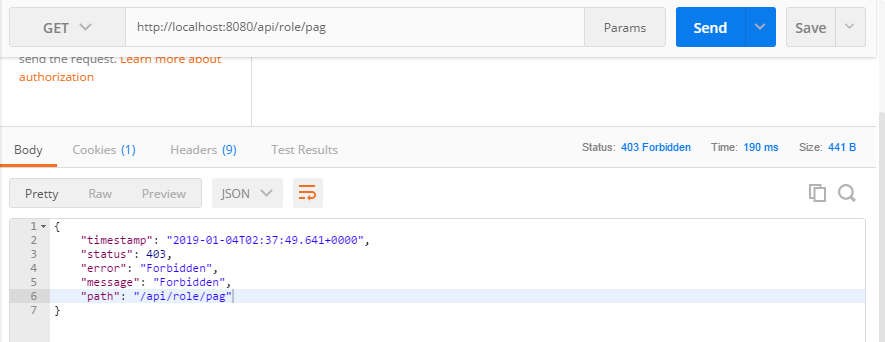 GET http://localhost:8080/api/role/pag Params Send Save
send the request. Learn more about
authorization
Body Cookies (1) Headers (9) Test Results Status: 403 Forbidden Time: 190 ms Size: 441 B
Pretty Raw Preview JSON
1 {
2 "timestamp": "2019-01-04T02:37:49.641+0000",
3 "status": 403,
4 "error": "Forbidden",
5 "message": "Forbidden",
6 "path": "/api/role/pag"
7 }